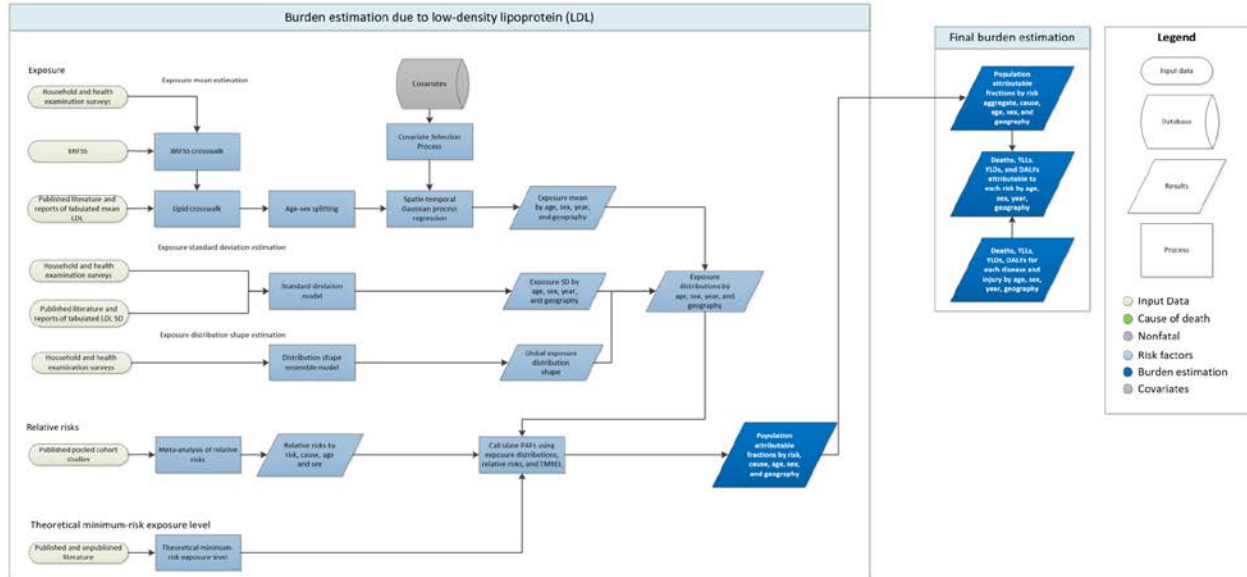 Burden estimation due to low-density lipoprotein (LDL)
Exposure
Exposure mean estimation
Household and health
examination surveys
Covariates
BRFSS
BRFSS crosswalk
Covariate Selection
Process
Published literature and
reports of tabulated mean
LDL
Lipid crosswalk
Age-sex splitting
Spatio-temporal
Gaussian process
regression
Exposure mean
by age, sex, year,
and geography
Exposure standard deviation estimation
Household and health
examination surveys
Published literature and
reports of tabulated LDL SD
Standard deviation
model
Exposure SD by
age, sex, year,
and geography
Exposure
distributions by
age, sex, year, and
geography
Exposure distribution shape estimation
Household and health
examination surveys
Distribution shape
ensemble model
Global exposure
distribution
shape
Relative risks
Published pooled cohort
studies
Meta-analysis of relative
risks
Relative risks by
risk, cause, age
and sex
Calculate PAFs using
exposure distributions,
relative risks, and TMREL
Population
attributable
fractions by risk,
cause, age, sex,
and geography
Theoretical minimum-risk exposure level
Published and unpublished
literature
Theoretical minimum-
risk exposure level
Final burden estimation
Population
attributable
fractions by risk
aggregate, cause,
age, sex, and
geography
Deaths, YLLs,
YLDs, and DALYs
attributable to
each risk by age,
sex, year,
geography
Deaths, YLLs,
YLDs, DALYs for
each disease and
injury by age, sex,
year, geography
Legend
Input data
Database
Results
Process
Input Data
Cause of death
Nonfatal
Risk factors
Burden estimation
Covariates